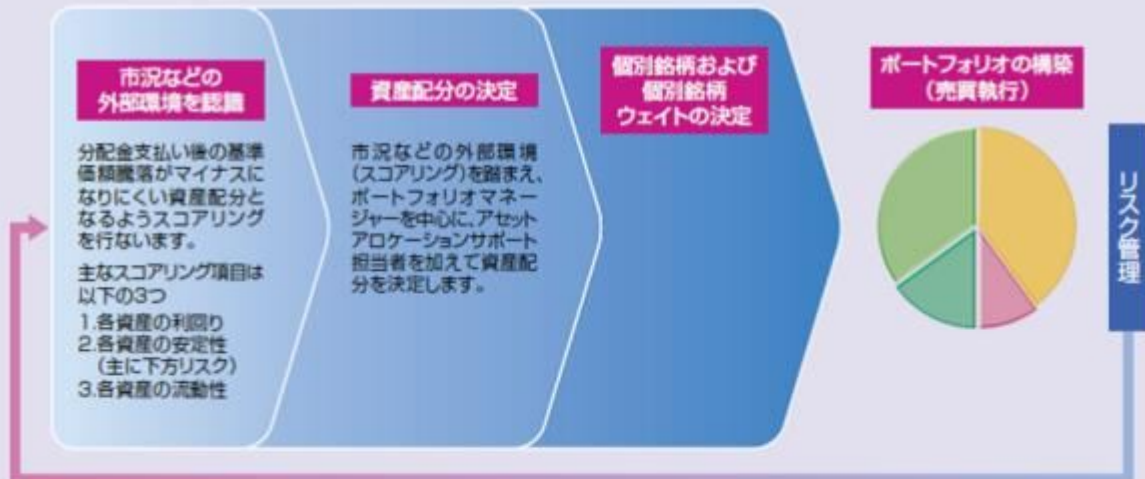 市況などの
外部環境を認識
分配金支払い後の基準
価額騰落がマイナスに
なりにくい資産配分と
なるようスコアリング
を行ないます。
主なスコアリング項目は
以下の3つ
1.各資産の利回り
2.各資産の安定性
(主に下方リスク)
3.各資産の流動性
資産配分の決定
市況などの外部環境
(スコアリング)を踏まえ、
ポートフォリオマネー
ジャーを中心に、アセット
アロケーションサポート
担当者を加えて資産配
分を決定します。
個別銘柄および
個別銘柄
ウェイトの決定
ポートフォリオの構築
(売買執行)
リスク管理